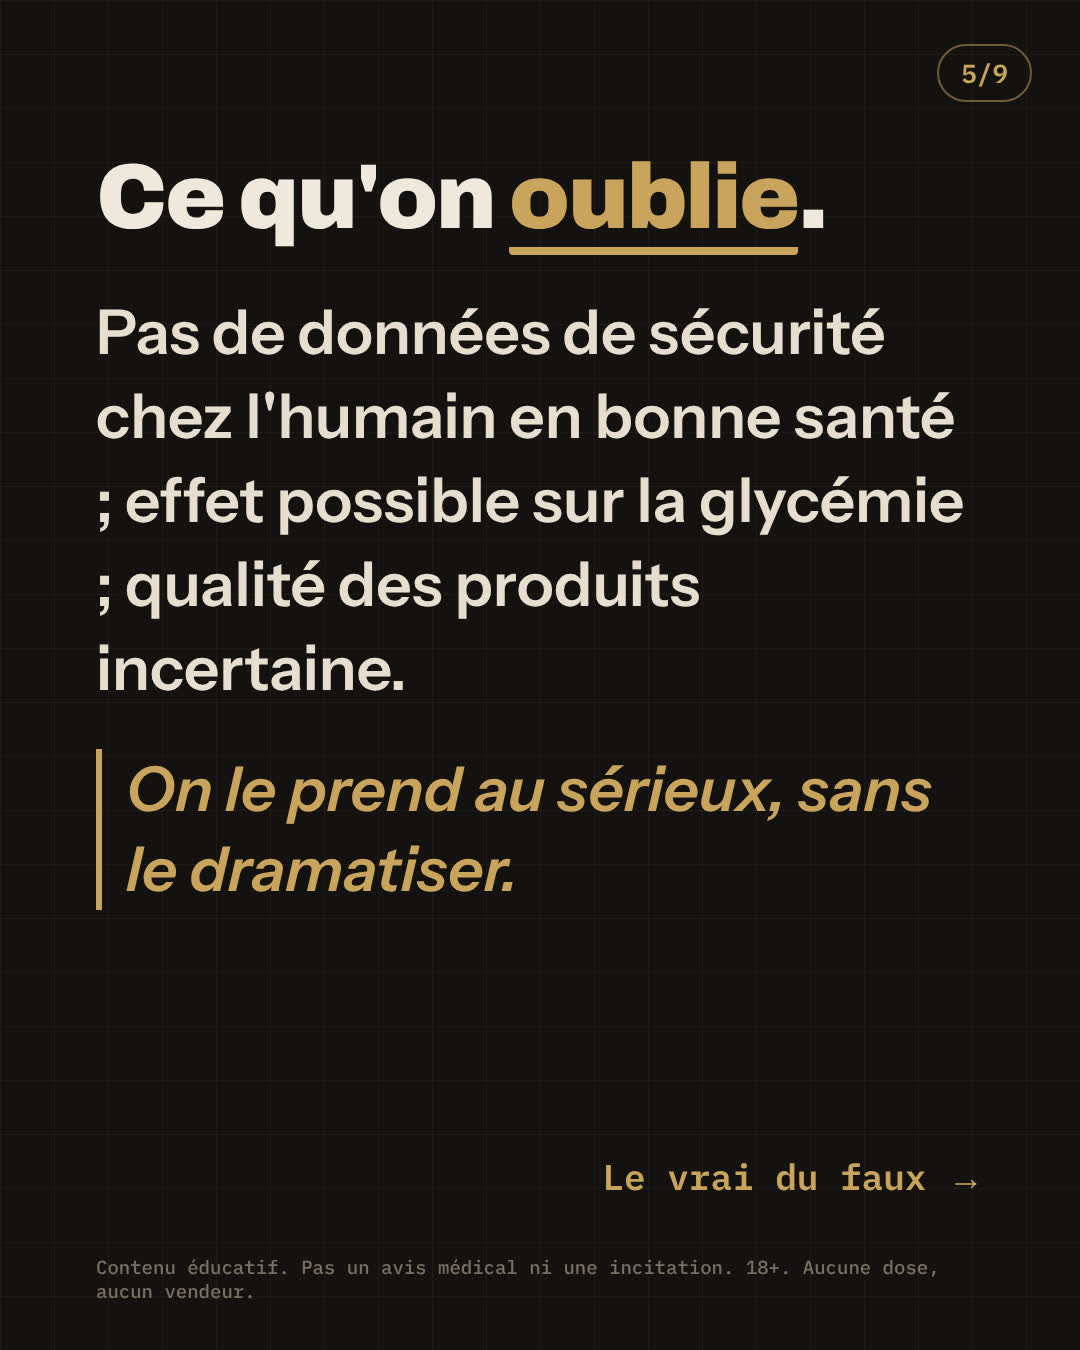 5/9
Ce qu'on oublie.
Pas de données de sécurité
chez l'humain en bonne santé
; effet possible sur la glycémie
; qualité des produits
incertaine.
On le prend au sérieux, sans
le dramatiser.
Le vrai du faux →
Contenu éducatif. Pas un avis médical ni une incitation. 18+. Aucune dose,
aucun vendeur.